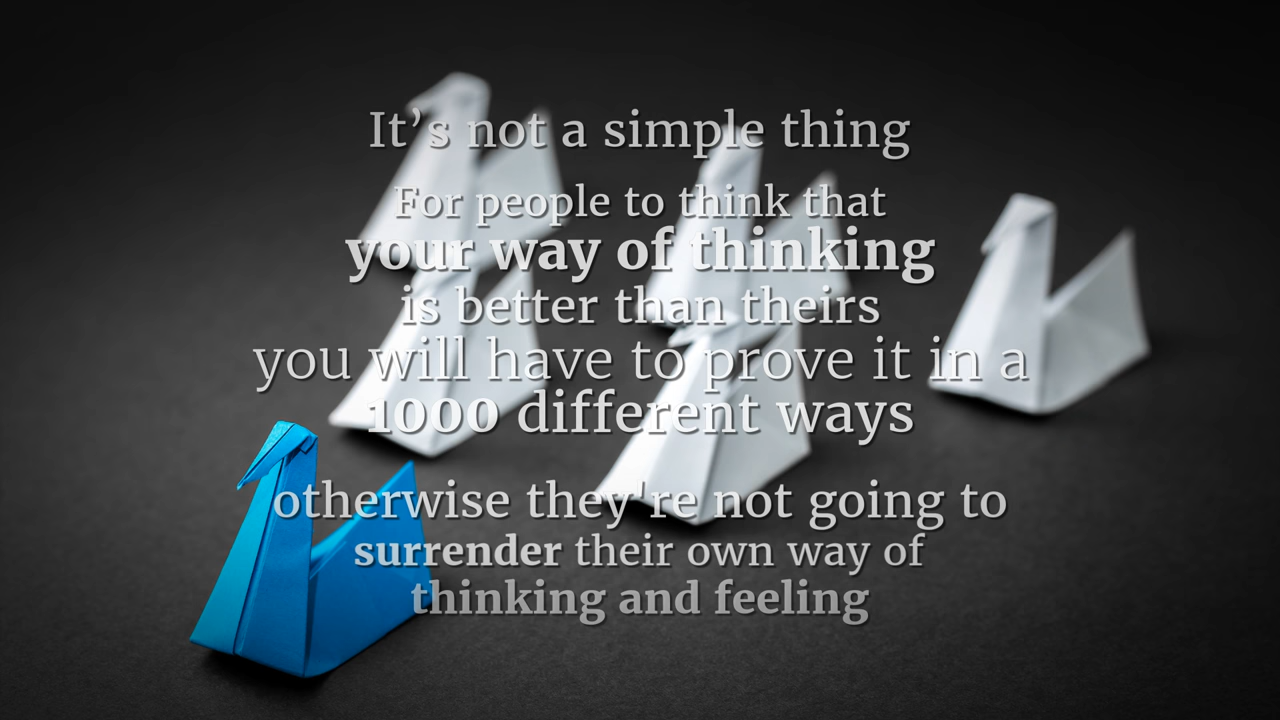 It’s not a simple thing
For people to think that
your way of thinking
is better than theirs
you will have to prove it in a
1000 different ways
otherwise they're not going to
surrender their own way of
thinking and feeling